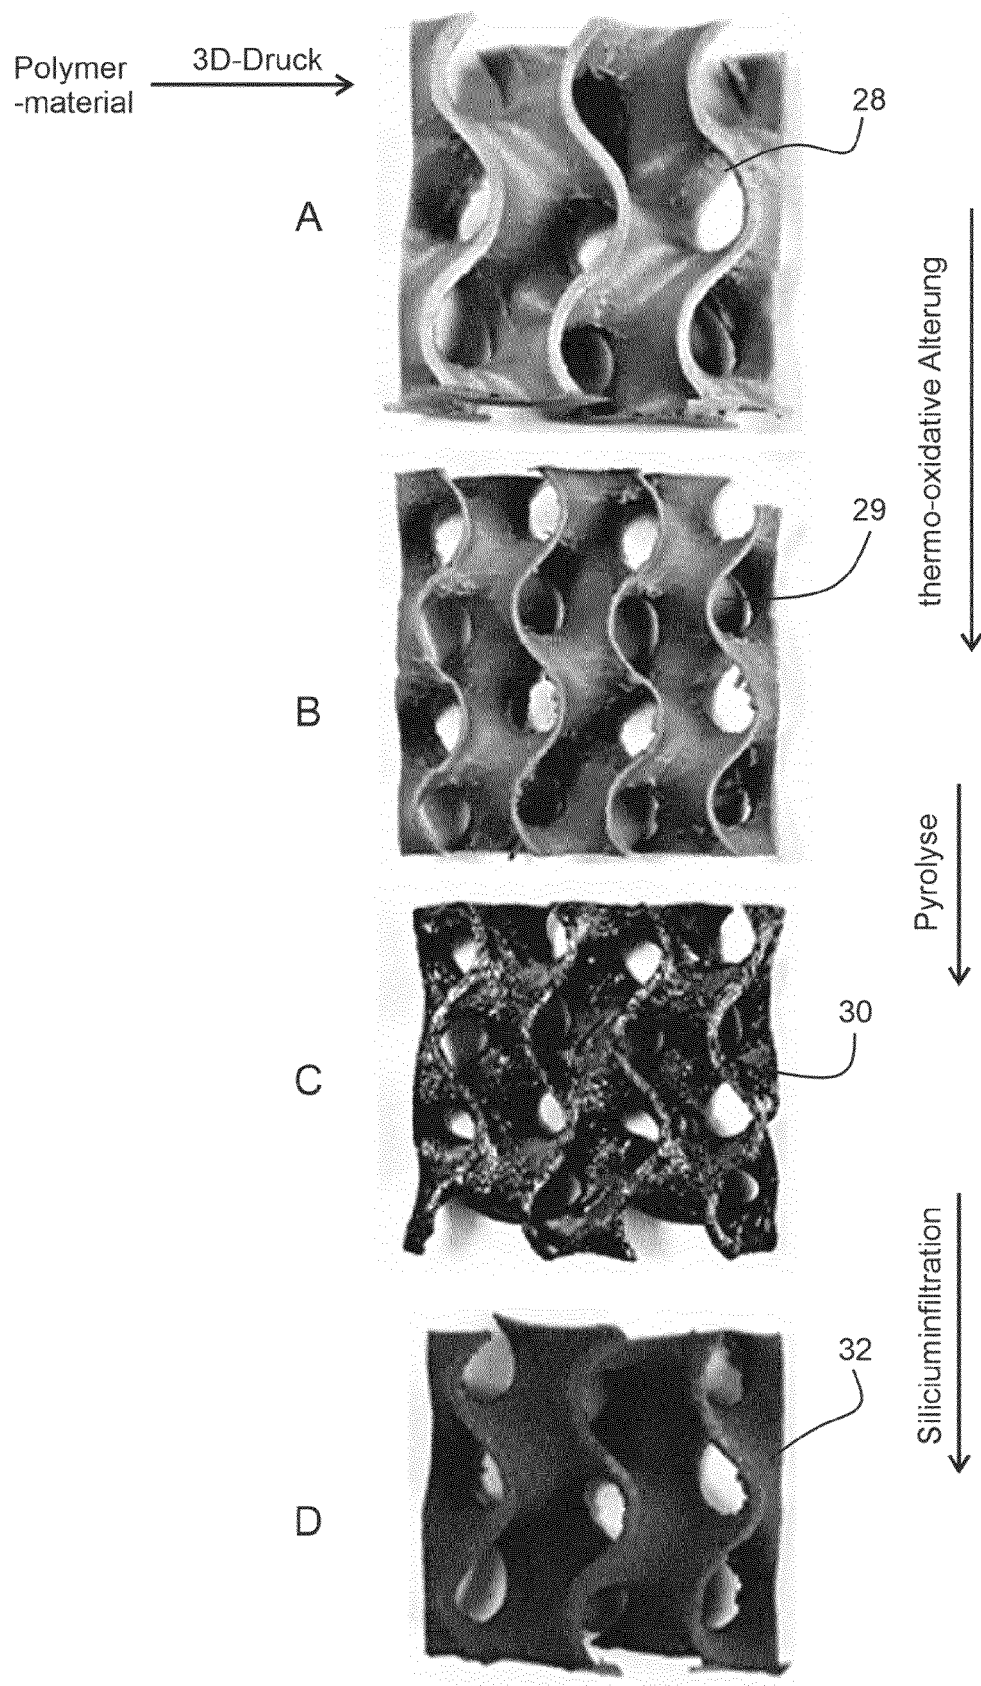 Polymer
-material
3D-Druck
28
A
thermo-oxidative Alterung
29
B
Pyrolyse
30
C
Siliciuminfiltration
32
D